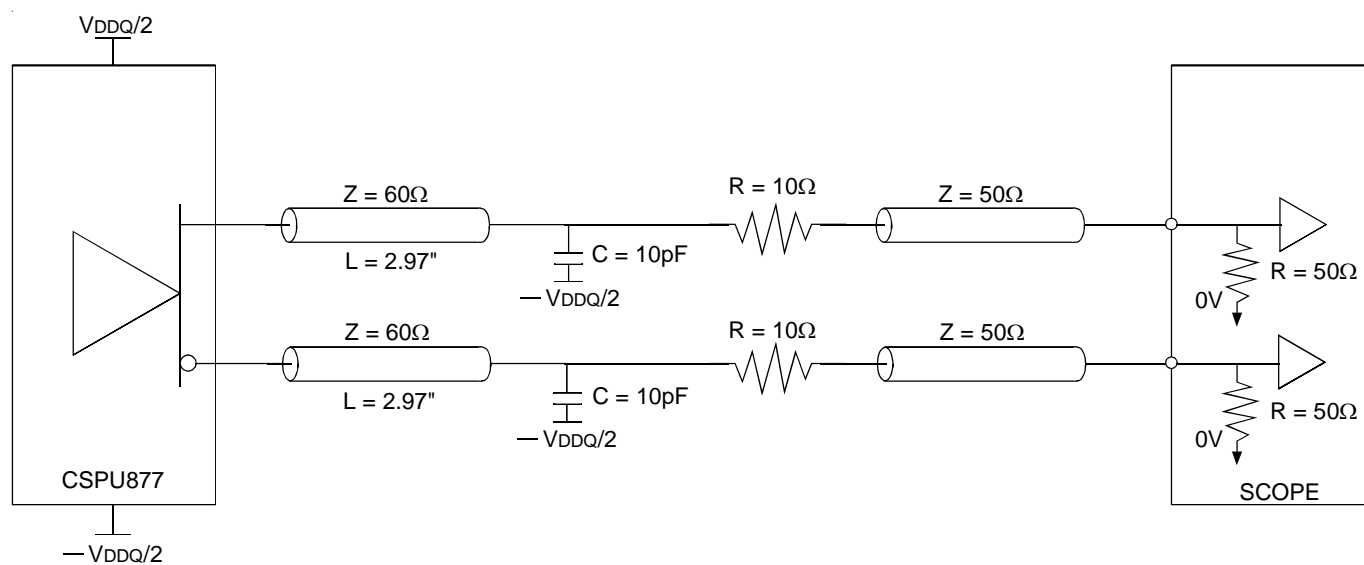 VDDQ/2
Z = 60Ω
R = 10Ω
Z = 50Ω
L = 2.97"
C = 10pF
R = 50Ω
– VDDQ/2
0V
Z = 60Ω
R = 10Ω
Z = 50Ω
L = 2.97"
C = 10pF
R = 50Ω
– VDDQ/2
0V
CSPU877
SCOPE
– VDDQ/2